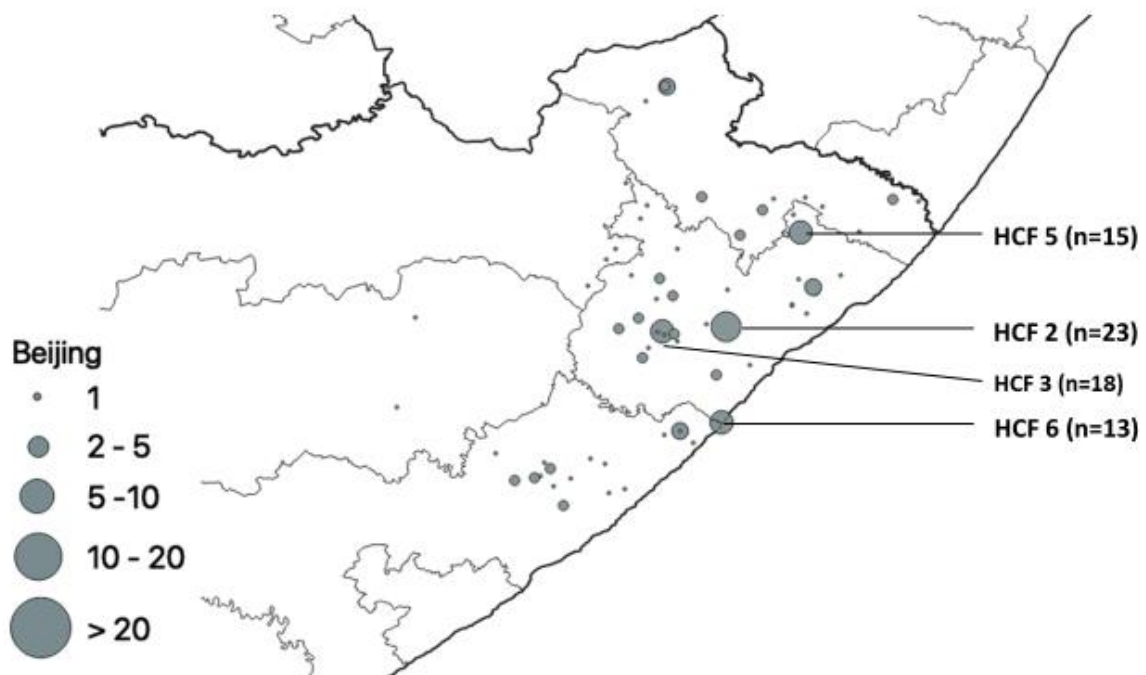 HCF 5 (n=15)
HCF 2 (n=23)
HCF 3 (n=18)
HCF 6 (n=13)
Beijing
1
2 - 5
5 -10
10 - 20
> 20